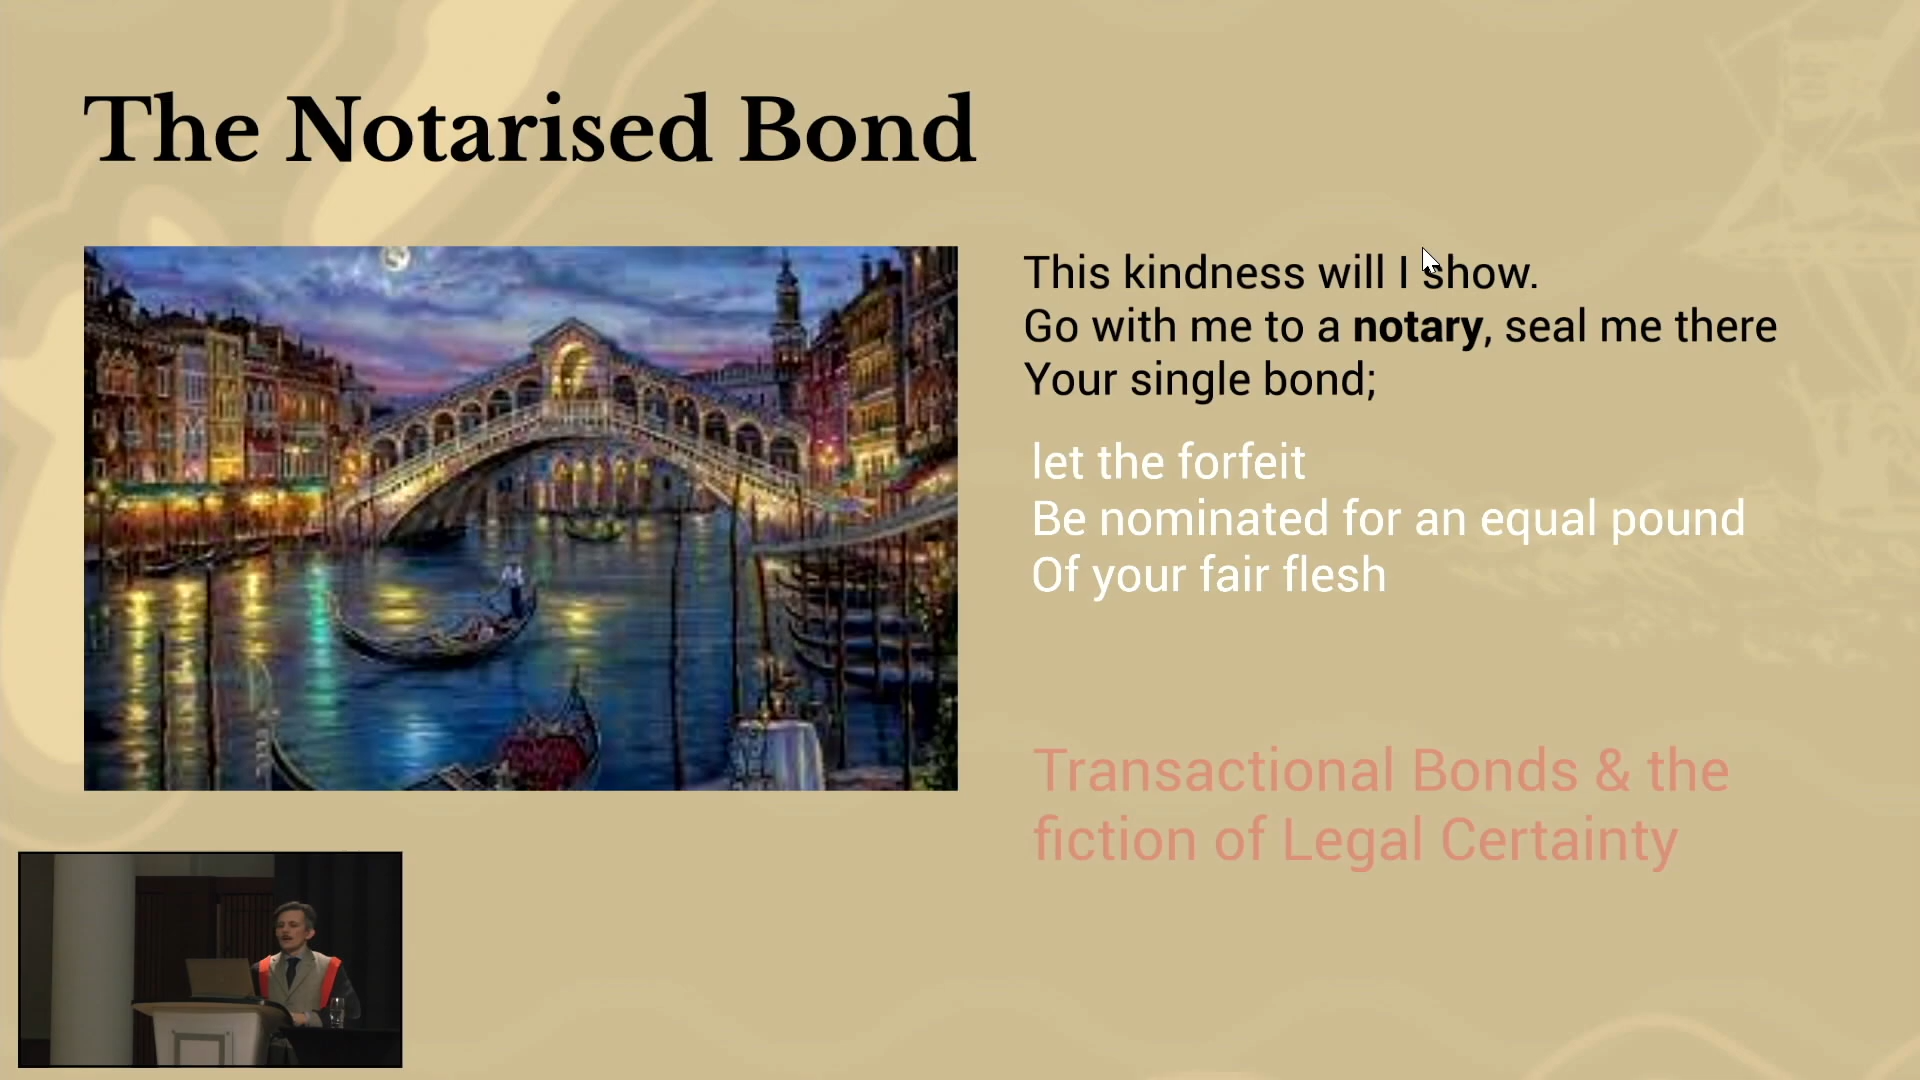 The Notarised Bond
This kindness will I show.
Go with me to a notary, seal me there
Your single bond;
let the forfeit
Be nominated for an equal pound
Of your fair flesh
Transactional Bonds & the
fiction of Legal Certainty